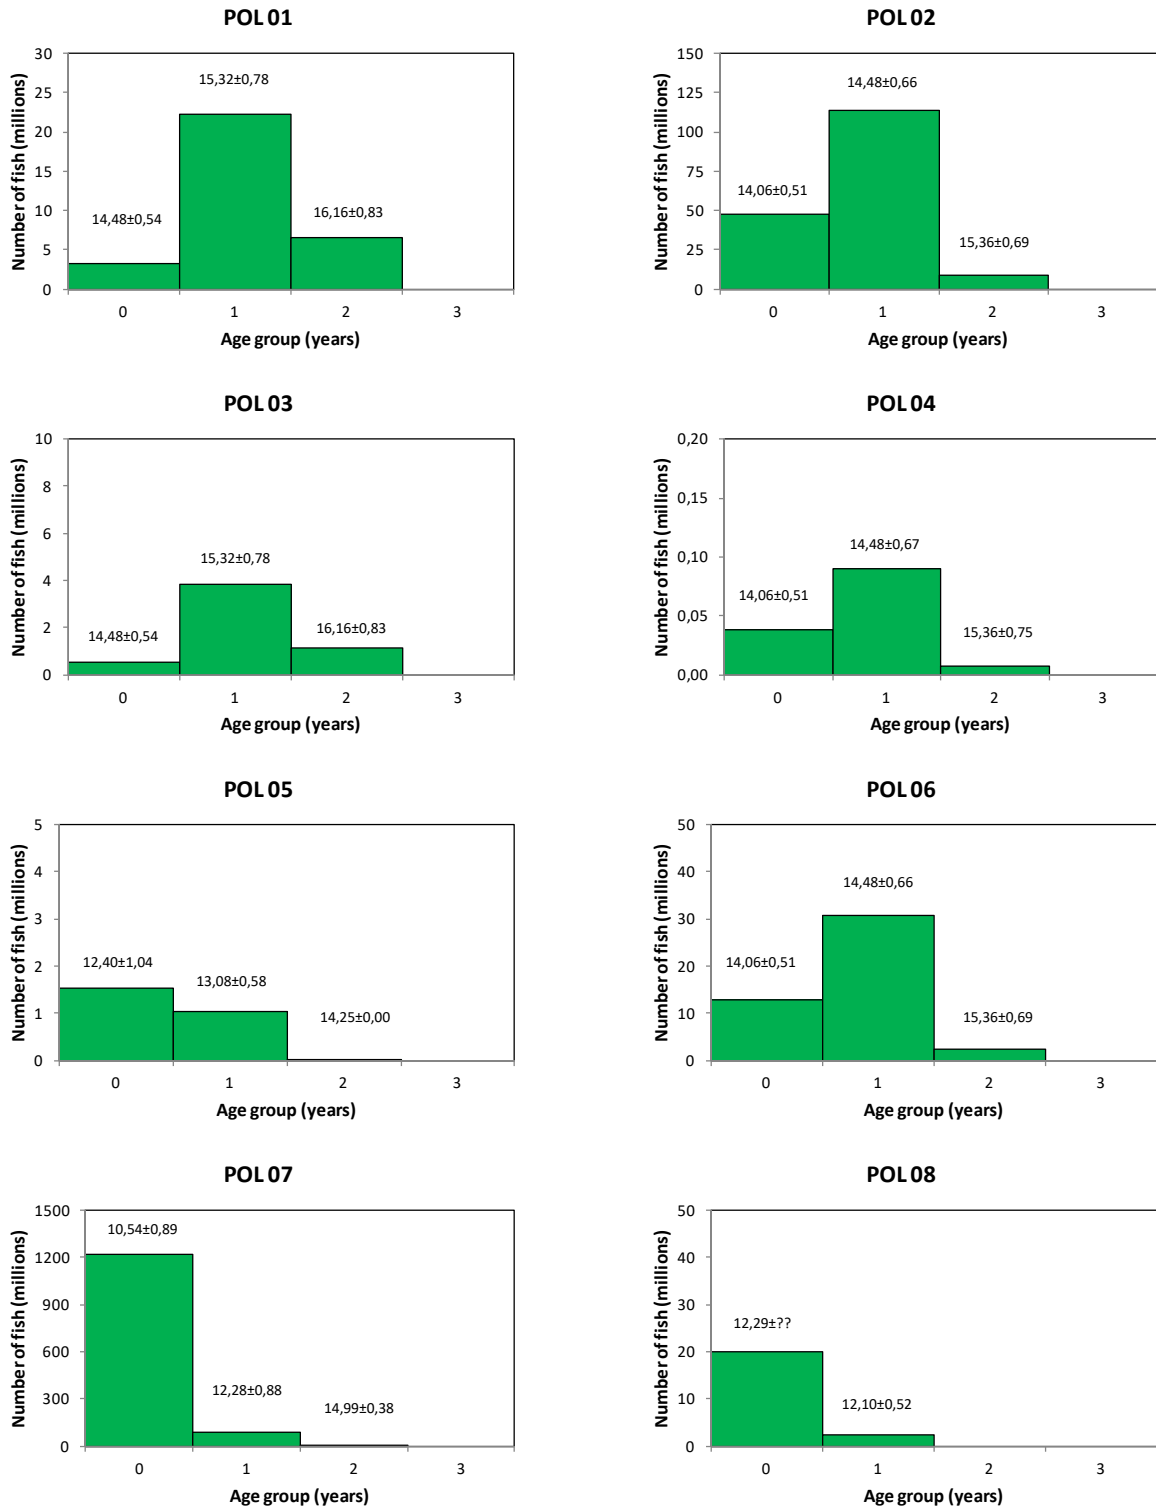 POL 01
Number of fish (millions)
30
25
20
15
10
5
0
14,48±0,54
15,32±0,78
16,16±0,83
0 1 2 3
Age group (years)
POL 02
Number of fish (millions)
150
125
100
75
50
25
0
14,06±0,51
14,48±0,66
15,36±0,69
0 1 2 3
Age group (years)
POL 03
Number of fish (millions)
10
8
6
4
2
0
14,48±0,54
15,32±0,78
16,16±0,83
0 1 2 3
Age group (years)
POL 04
Number of fish (millions)
0,20
0,15
0,10
0,05
0,00
14,06±0,51
14,48±0,67
15,36±0,75
0 1 2 3
Age group (years)
POL 05
Number of fish (millions)
5
4
3
2
1
0
12,40±1,04
13,08±0,58
14,25±0,00
0 1 2 3
Age group (years)
POL 06
Number of fish (millions)
50
40
30
20
10
0
14,06±0,51
14,48±0,66
15,36±0,69
0 1 2 3
Age group (years)
POL 07
Number of fish (millions)
1500
1200
900
600
300
0
10,54±0,89
12,28±0,88
14,99±0,38
0 1 2 3
Age group (years)
POL 08
Number of fish (millions)
50
40
30
20
10
0
12,29±??
12,10±0,52
0 1 2 3
Age group (years)